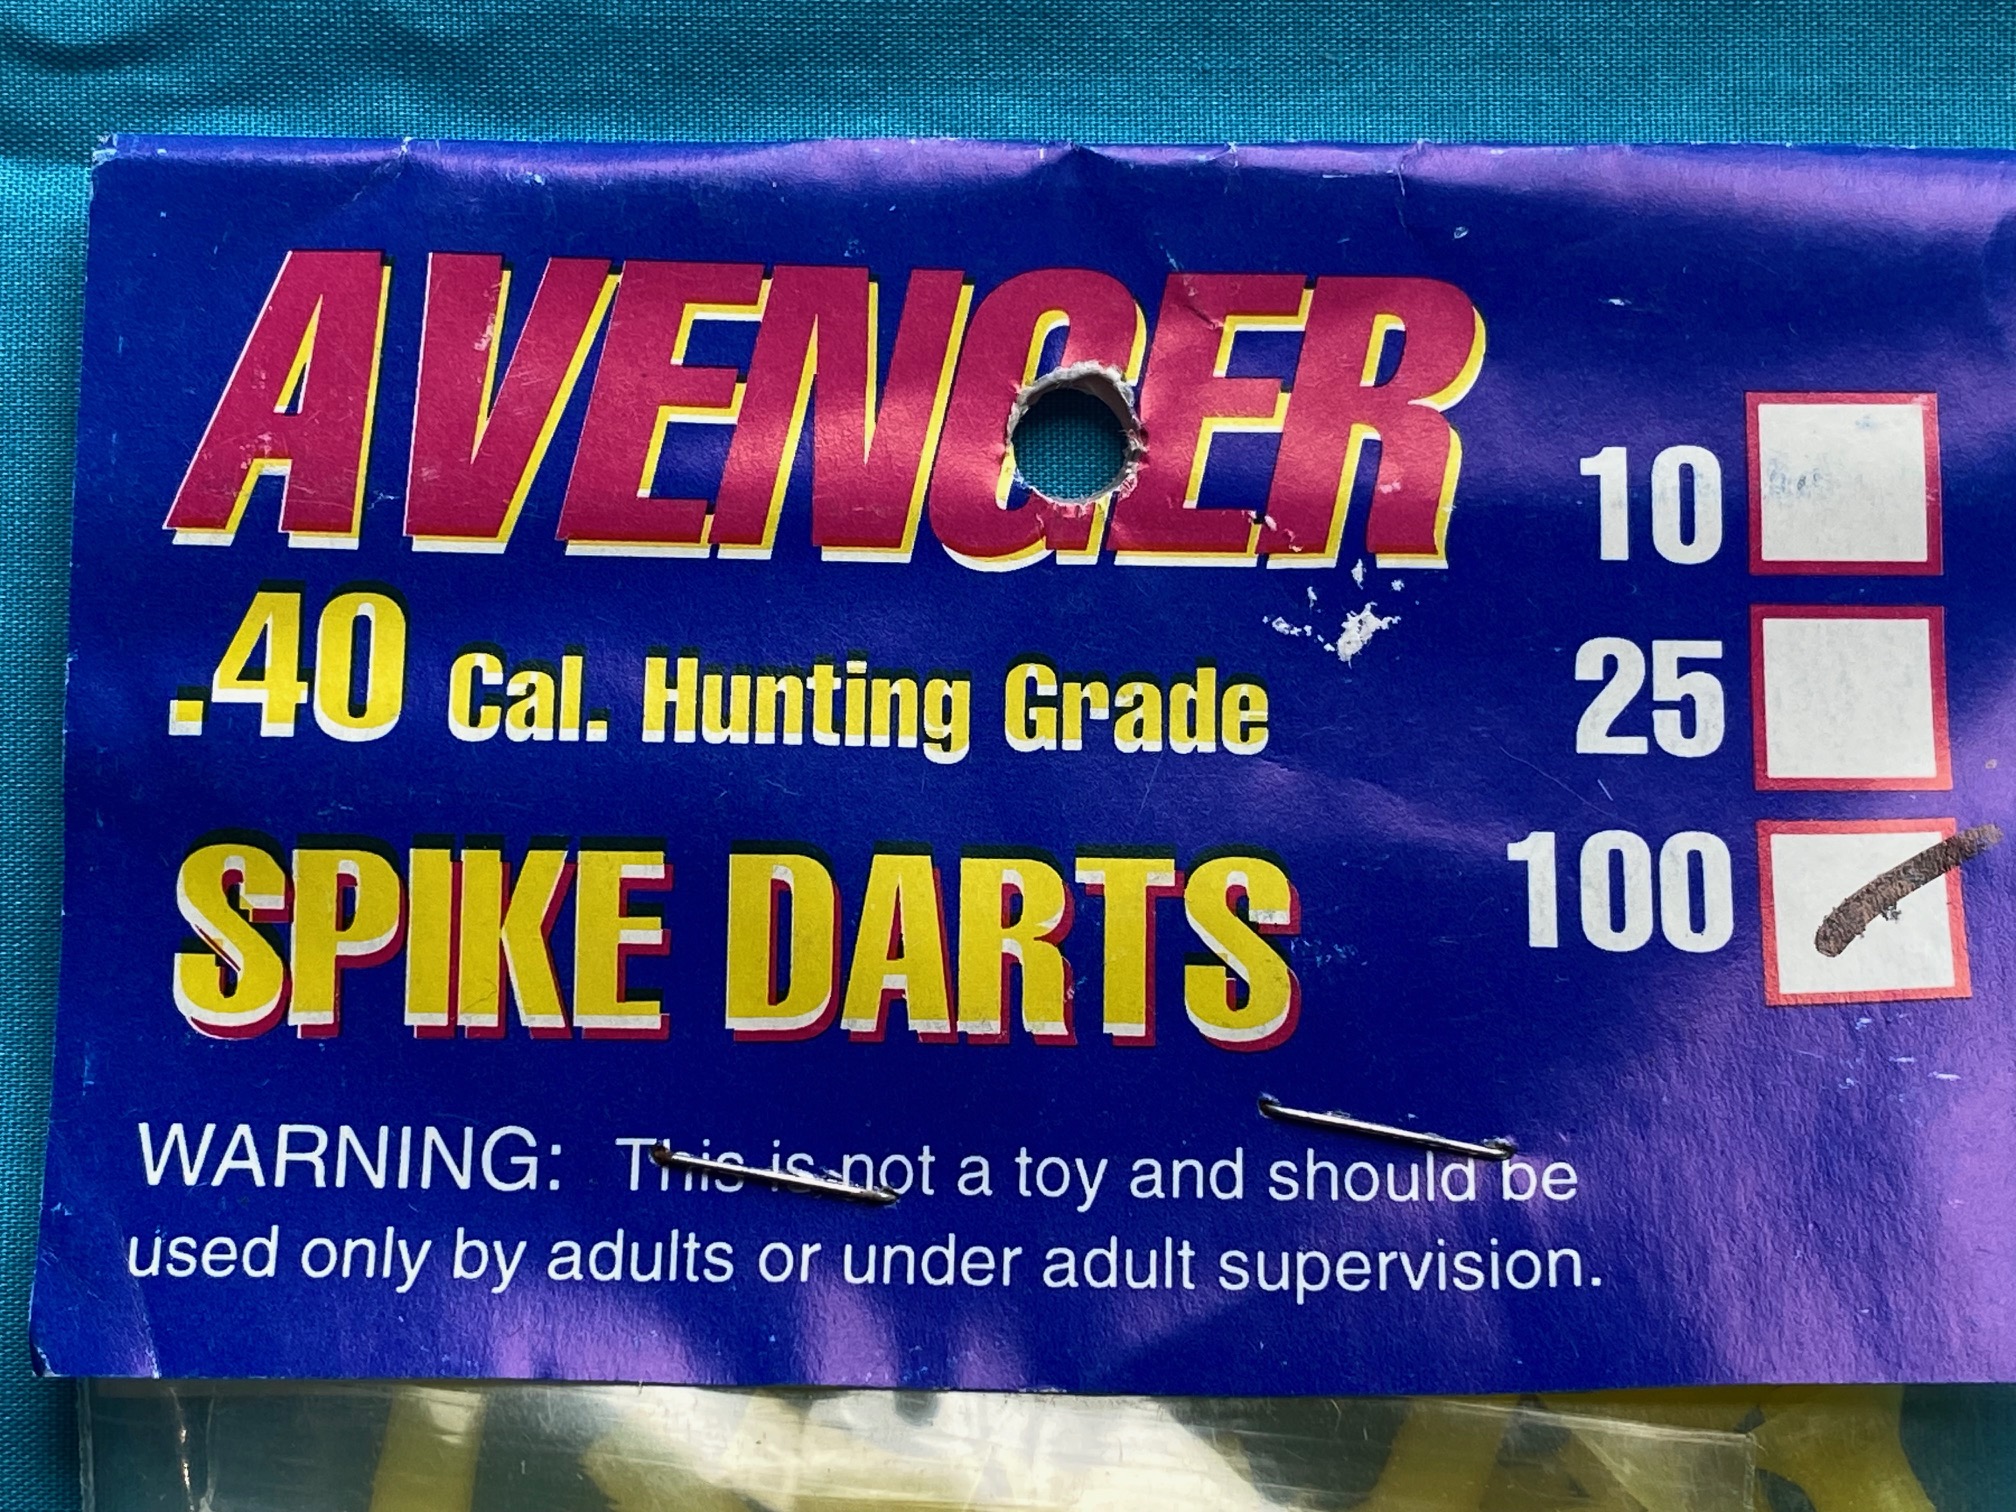 AVENGER
.40 Cal. Hunting Grade
SPIKE DARTS
10
25
100
WARNING: This is not a toy and should be
used only by adults or under adult supervision.